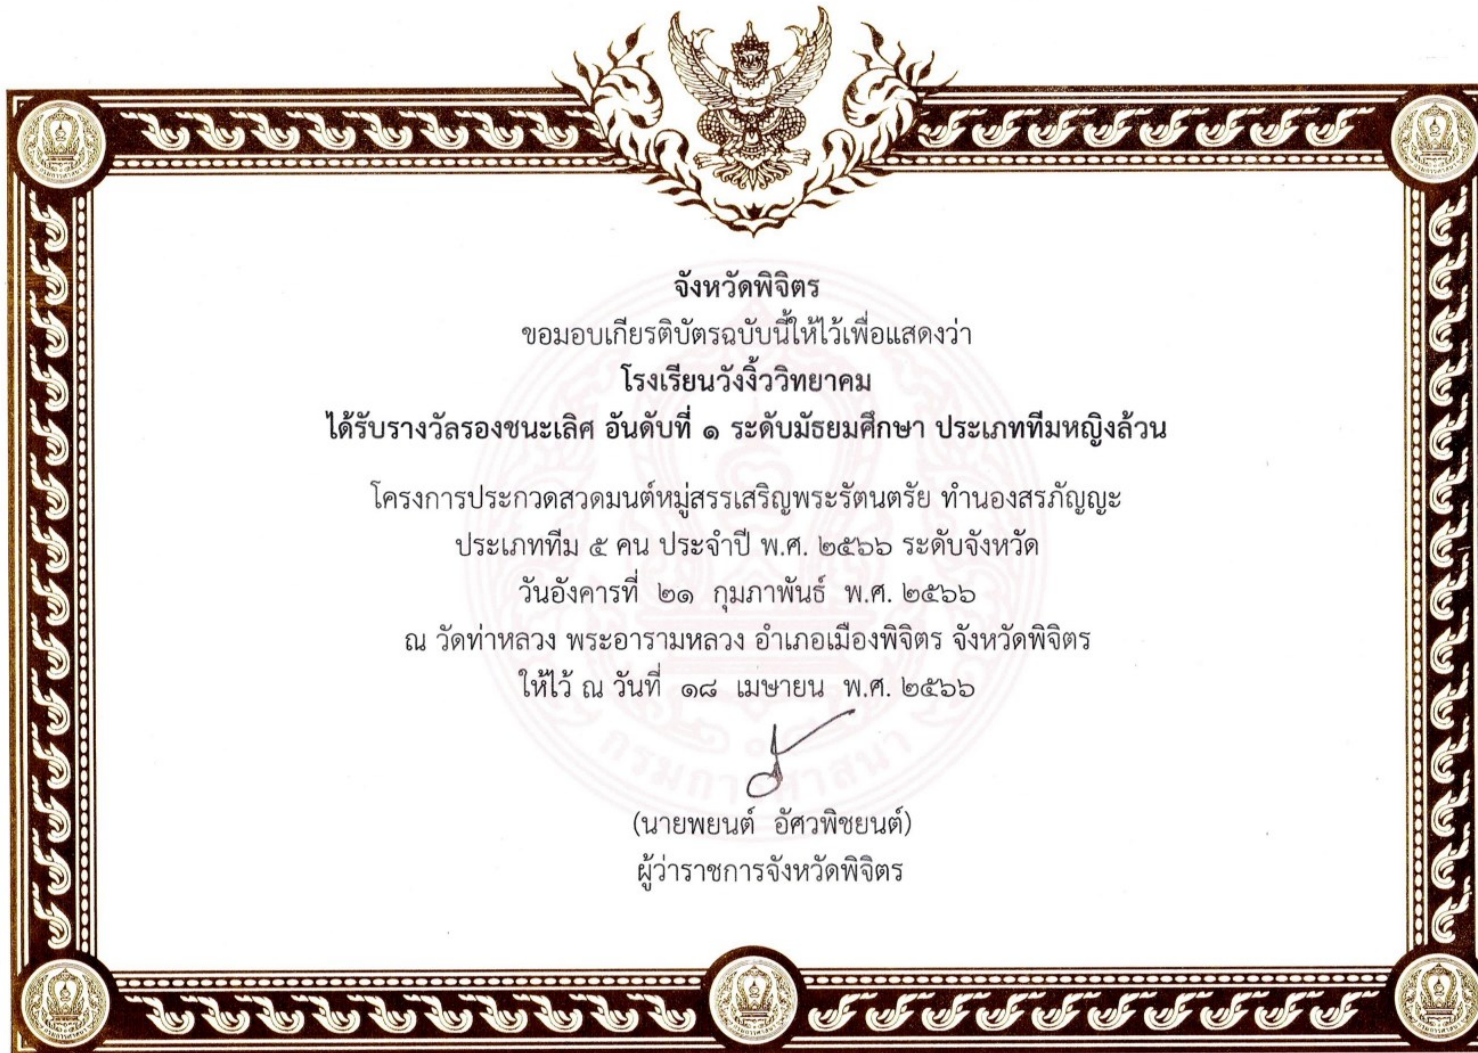 จังหวัดพิจิตร
ขอมอบเกียรติบัตรฉบับนี้ให้ไว้เพื่อแสดงว่า
โรงเรียนวังงิ้ววิทยาคม
ได้รับรางวัลรองชนะเลิศ อันดับที่ ๑ ระดับมัธยมศึกษา ประเภททีมหญิงล้วน
โครงการประกวดสวดมนต์หมู่สรรเสริญพระรัตนตรัย ทำนองสรภัญญะ
ประเภททีม ๕ คน ประจำปี พ.ศ. ๒๕๖๖ ระดับจังหวัด
วันอังคารที่ ๒๑ กุมภาพันธ์ พ.ศ. ๒๕๖๖
ณ วัดท่าหลวง พระอารามหลวง อำเภอเมืองพิจิตร จังหวัดพิจิตร
ให้ไว้ ณ วันที่ ๑๘ เมษายน พ.ศ. ๒๕๖๖
กรมการศาสนา
(นายพยนต์ อัศวพิชยนต์)
ผู้ว่าราชการจังหวัดพิจิตร